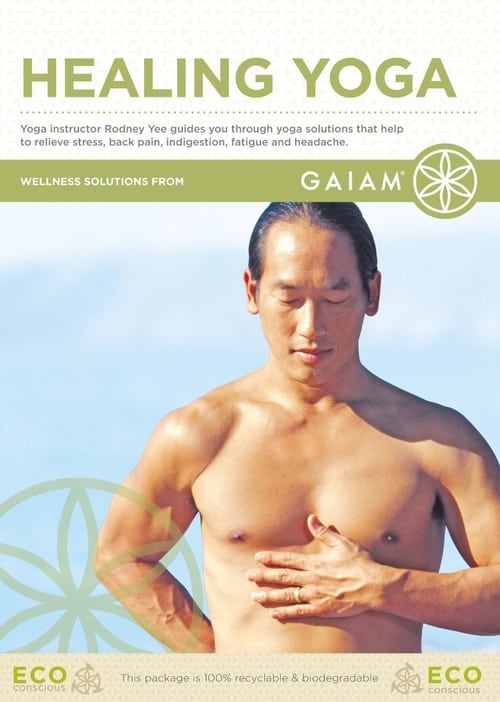 HEALING YOGA
Yoga instructor Rodney Yee guides you through yoga solutions that help
to relieve stress, back pain, indigestion, fatigue and headache.
WELLNESS SOLUTIONS FROM GAIAM®
ECO
conscious
This package is 100% recyclable & biodegradable
ECO
conscious